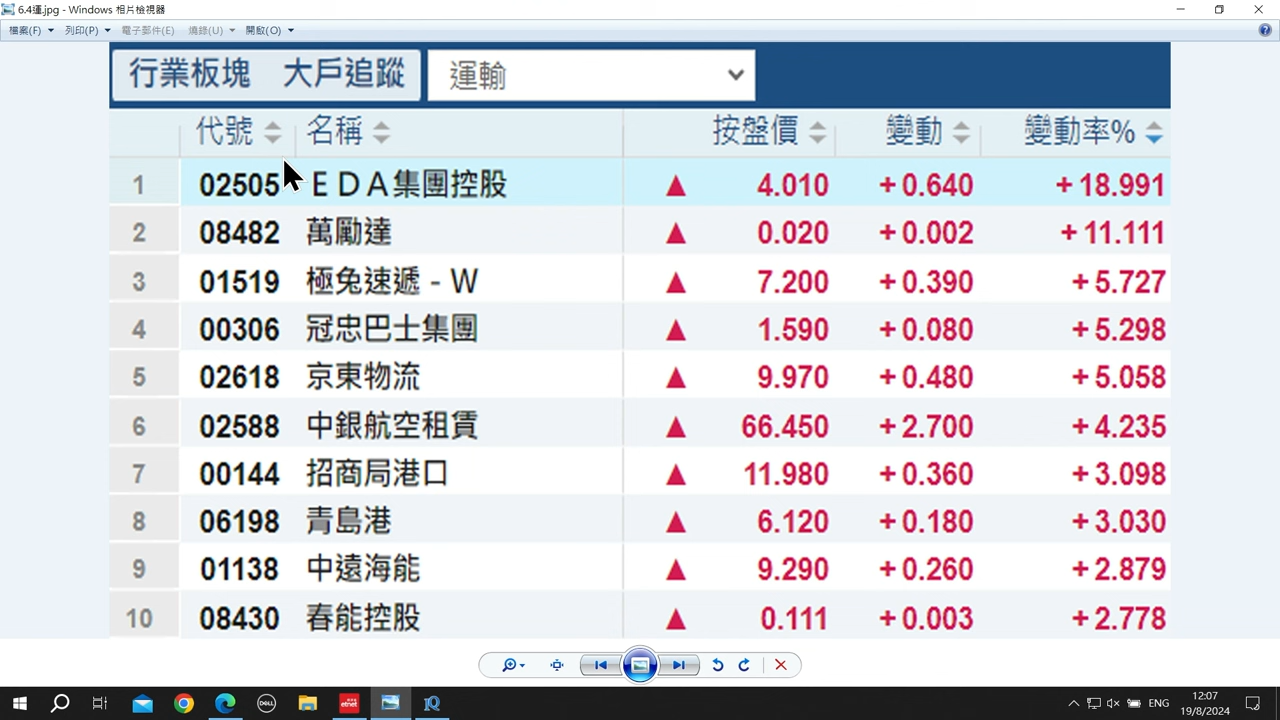 6.4運.jpg - Windows 相片檢視器
檔案(F) 列印(P) 電子郵件(E) 燒錄(U) 開啟(O)
行業板塊 大戶追蹤 運輸
代號 名稱 按盤價 變動 變動率%
1 02505 ＥＤＡ集團控股 ▲ 4.010 +0.640 +18.991
2 08482 萬勵達 ▲ 0.020 +0.002 +11.111
3 01519 極兔速遞－Ｗ ▲ 7.200 +0.390 +5.727
4 00306 冠忠巴士集團 ▲ 1.590 +0.080 +5.298
5 02618 京東物流 ▲ 9.970 +0.480 +5.058
6 02588 中銀航空租賃 ▲ 66.450 +2.700 +4.235
7 00144 招商局港口 ▲ 11.980 +0.360 +3.098
8 06198 青島港 ▲ 6.120 +0.180 +3.030
9 01138 中遠海能 ▲ 9.290 +0.260 +2.879
10 08430 春能控股 ▲ 0.111 +0.003 +2.778
DELL etnet IQ ENG 12:07
19/8/2024